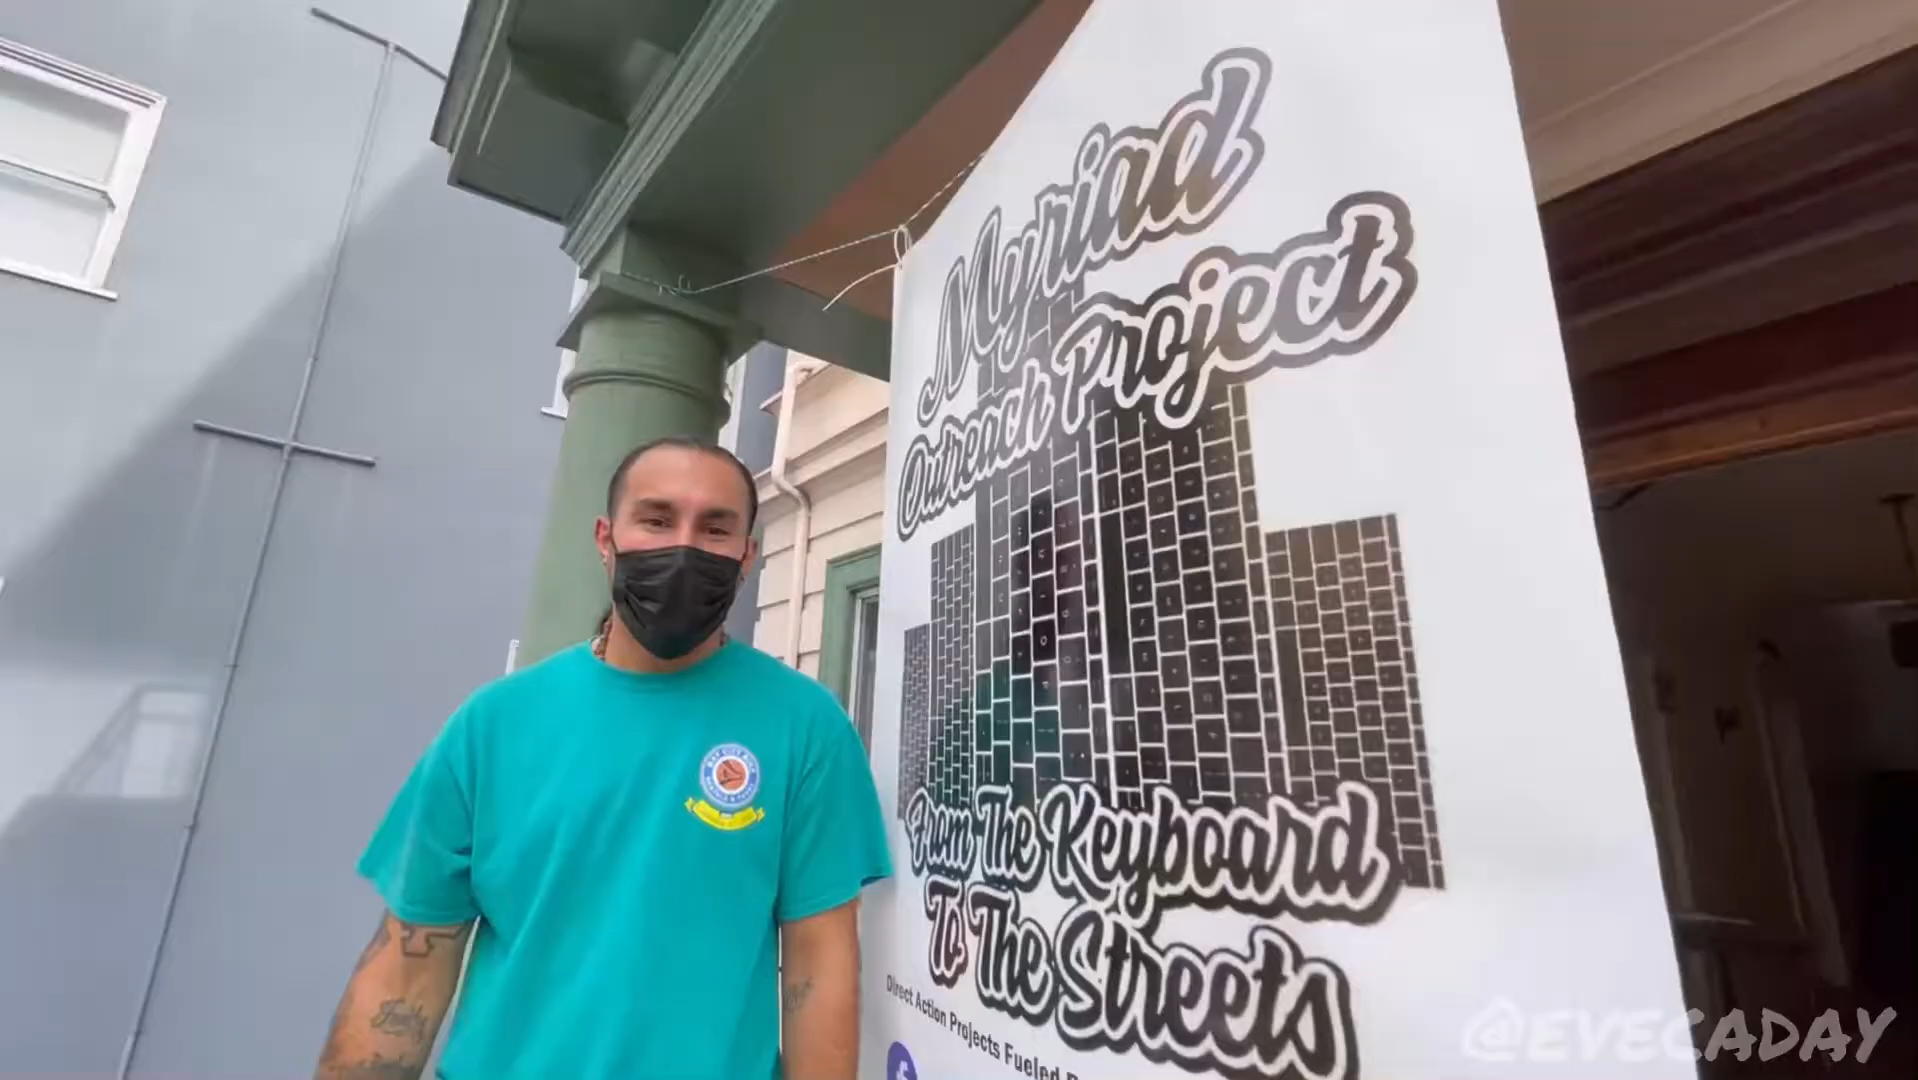 Myriad
Outreach Project
From The Keyboard
To The Streets
Direct Action Projects Fueled
f
@EVECADAY